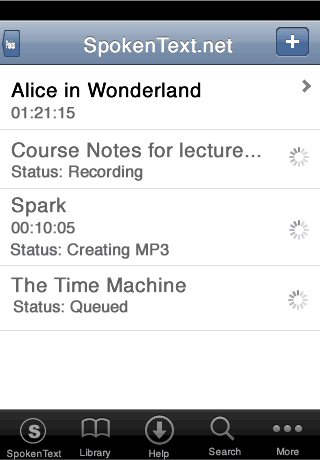 SpokenText.net
Alice in Wonderland
01:21:15
Course Notes for lecture...
Status: Recording
Spark
00:10:05
Status: Creating MP3
The Time Machine
Status: Queued
SpokenText Library Help Search More